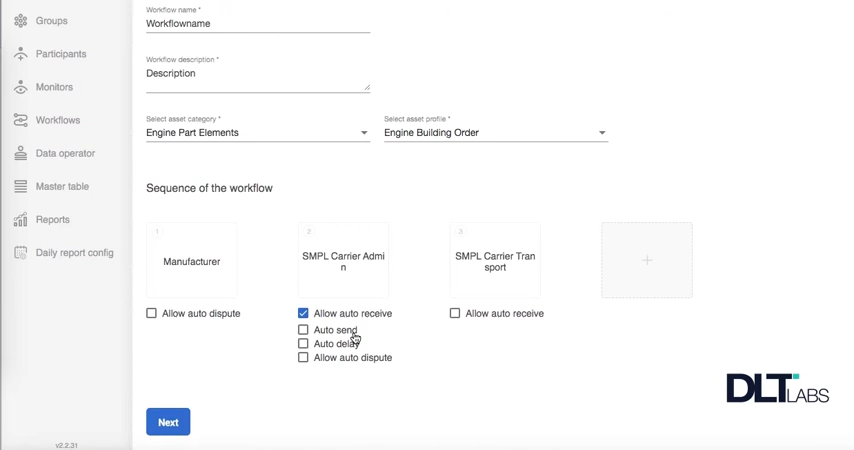 Groups
Participants
Monitors
Workflows
Data operator
Master table
Reports
Daily report config
v2.2.31
Workflow name *
Workflowname
Workflow description *
Description
Select asset category *
Select asset profile *
Engine Part Elements
Engine Building Order
Sequence of the workflow
1
Manufacturer
Allow auto dispute
2
SMPL Carrier Admi
n
Allow auto receive
Auto send
Auto delay
Allow auto dispute
3
SMPL Carrier Tran
sport
Allow auto receive
+
Next
DLT LABS